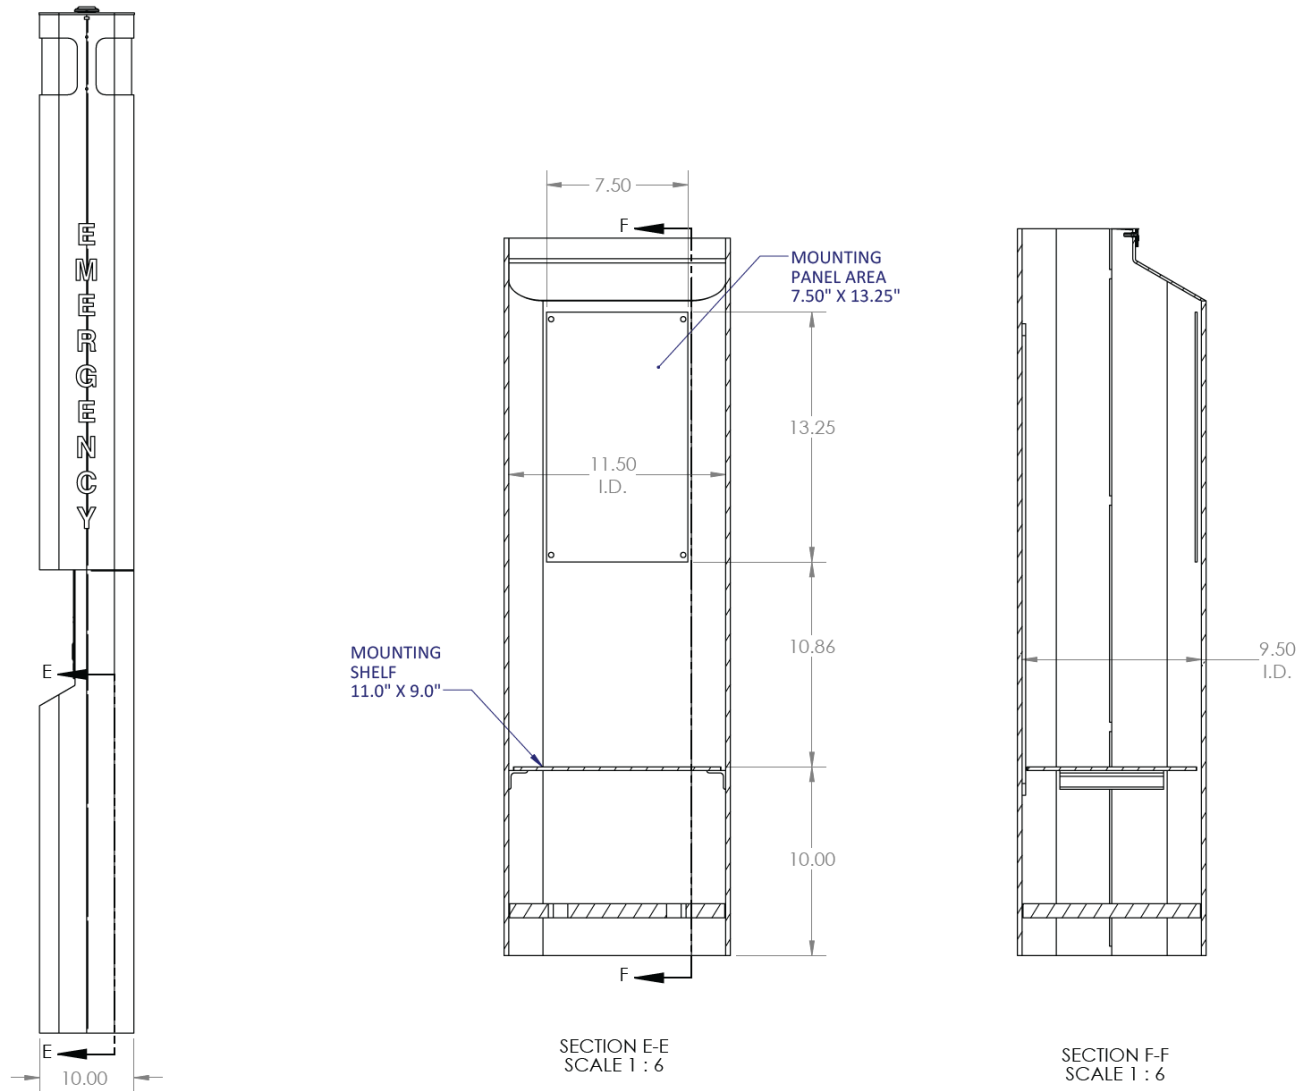 E
M
E
R
G
E
N
C
Y
E
E
10.00
7.50
F
MOUNTING
PANEL AREA
7.50" X 13.25"
13.25
11.50
I.D.
10.86
MOUNTING
SHELF
11.0" X 9.0"
10.00
F
SECTION E-E
SCALE 1 : 6
9.50
I.D.
SECTION F-F
SCALE 1 : 6